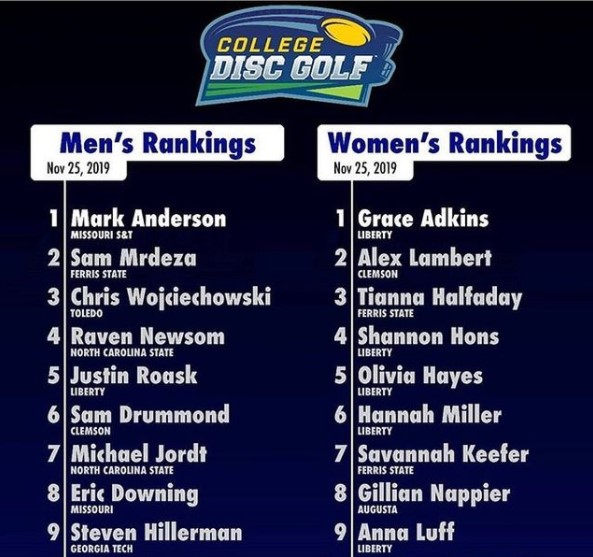 COLLEGE
DISC GOLF
Men's Rankings
Nov 25, 2019
1 Mark Anderson
MISSOURI S&T
2 Sam Mrdeza
FERRIS STATE
3 Chris Wojciechowski
TOLEDO
4 Raven Newsom
NORTH CAROLINA STATE
5 Justin Roask
LIBERTY
6 Sam Drummond
CLEMSON
7 Michael Jordt
NORTH CAROLINA STATE
8 Eric Downing
MISSOURI
9 Steven Hillerman
GEORGIA TECH
Women's Rankings
Nov 25, 2019
1 Grace Adkins
LIBERTY
2 Alex Lambert
CLEMSON
3 Tianna Halfaday
FERRIS STATE
4 Shannon Hons
LIBERTY
5 Olivia Hayes
LIBERTY
6 Hannah Miller
LIBERTY
7 Savannah Keefer
FERRIS STATE
8 Gillian Nappier
AUGUSTA
9 Anna Luff
LIBERTY